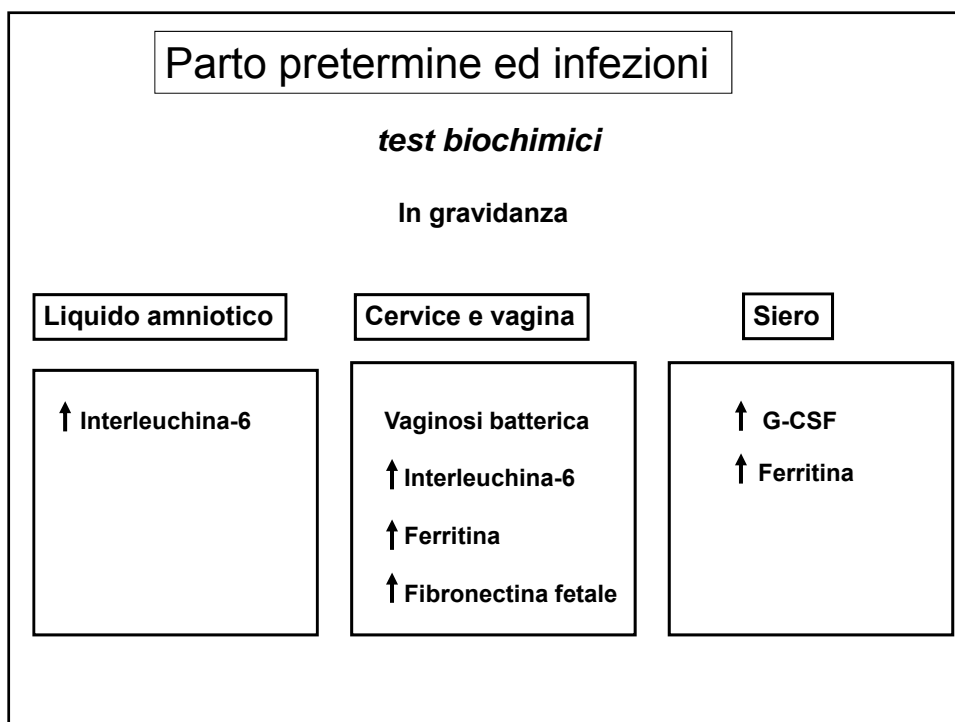 Parto pretermine ed infezioni
test biochimici
In gravidanza
Liquido amniotico
↑ Interleuchina-6
Cervice e vagina
Vaginosi batterica
↑ Interleuchina-6
↑ Ferritina
↑ Fibronectina fetale
Siero
↑ G-CSF
↑ Ferritina